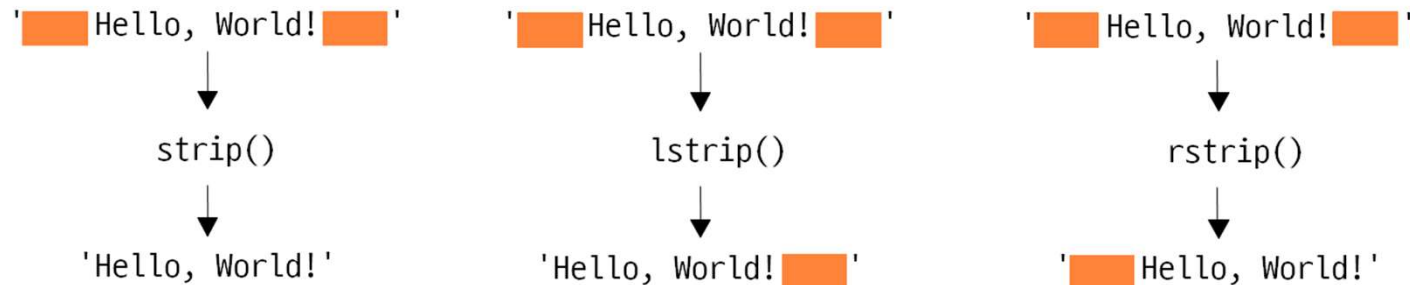 ' Hello, World! '
' Hello, World! '
' Hello, World! '
strip()
lstrip()
rstrip()
'Hello, World!'
'Hello, World! '
' Hello, World!'